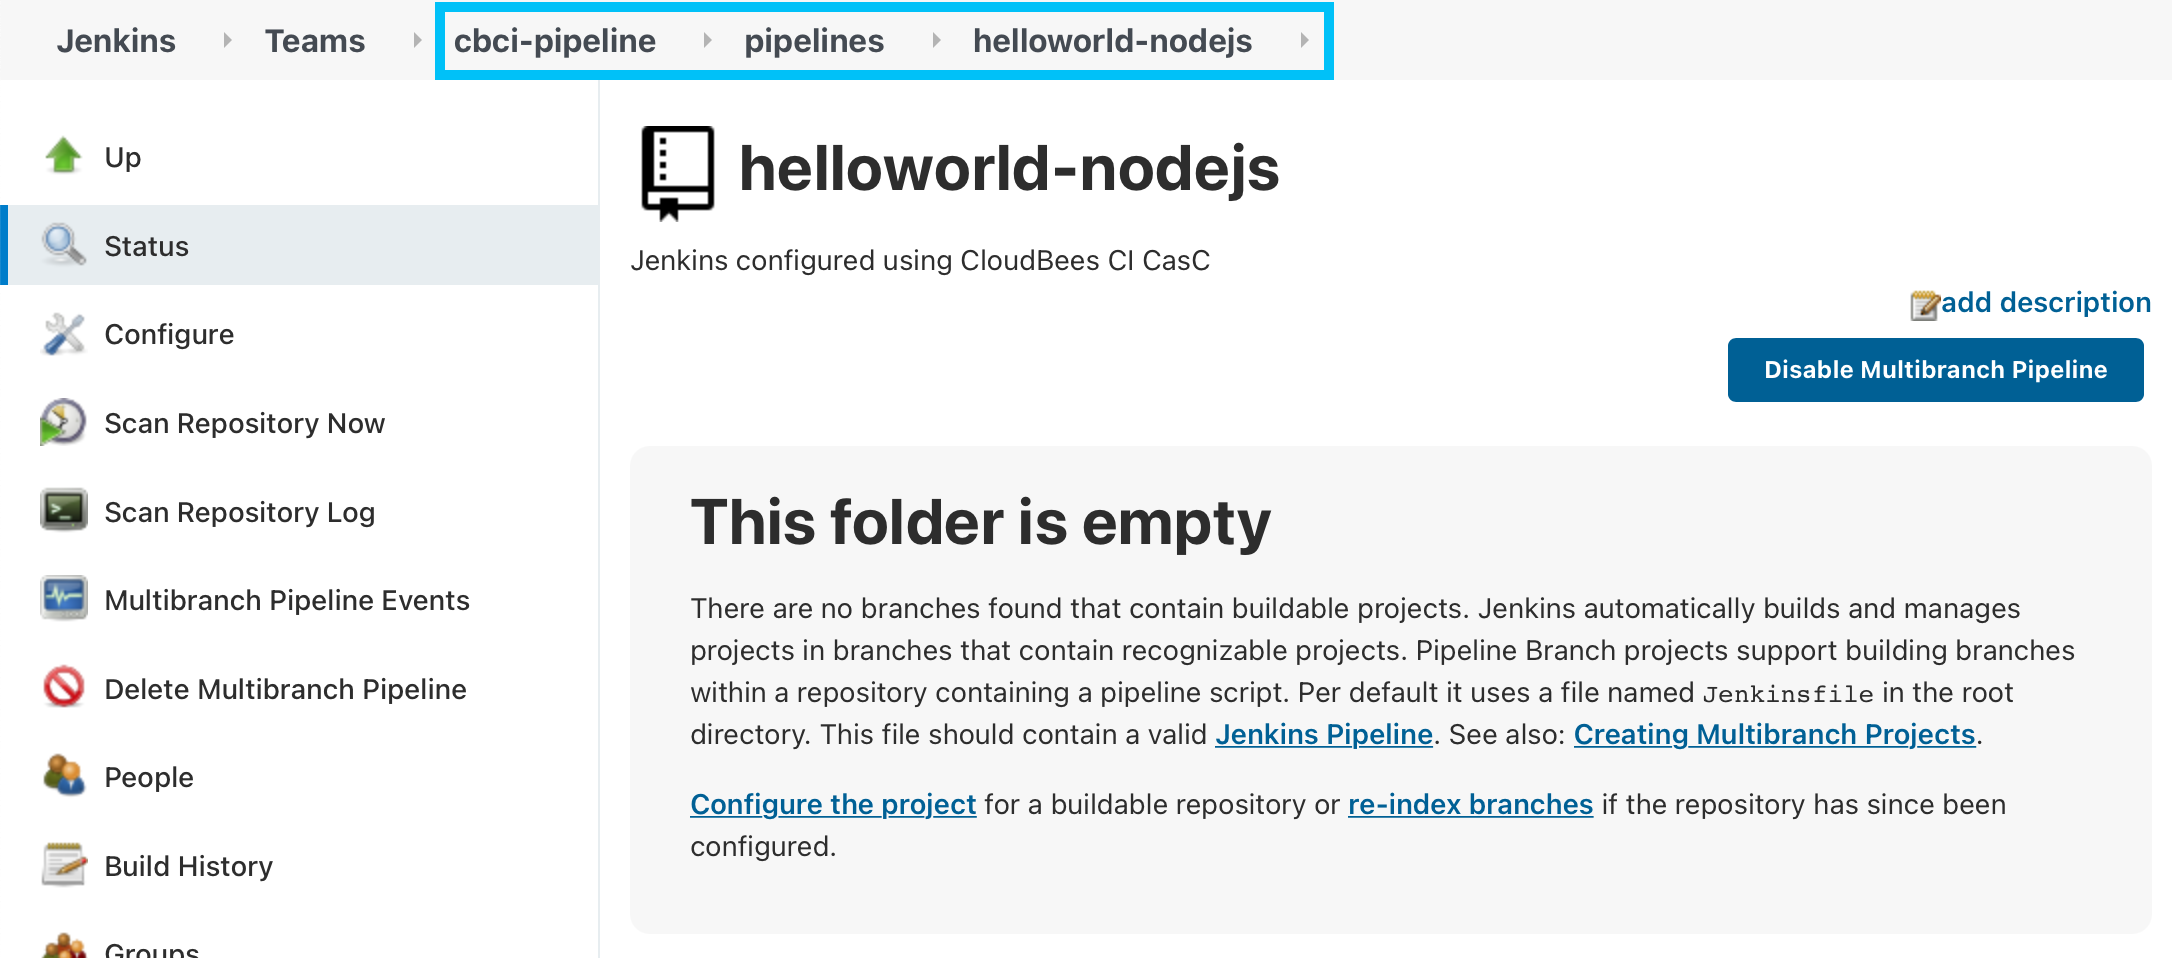 Jenkins Teams cbci-pipeline pipelines helloworld-nodejs
Up
Status
Configure
Scan Repository Now
Scan Repository Log
Multibranch Pipeline Events
Delete Multibranch Pipeline
People
Build History
Groups
helloworld-nodejs
Jenkins configured using CloudBees CI CasC
add description
Disable Multibranch Pipeline
This folder is empty
There are no branches found that contain buildable projects. Jenkins automatically builds and manages
projects in branches that contain recognizable projects. Pipeline Branch projects support building branches
within a repository containing a pipeline script. Per default it uses a file named Jenkinsfile in the root
directory. This file should contain a valid Jenkins Pipeline. See also: Creating Multibranch Projects.
Configure the project for a buildable repository or re-index branches if the repository has since been
configured.